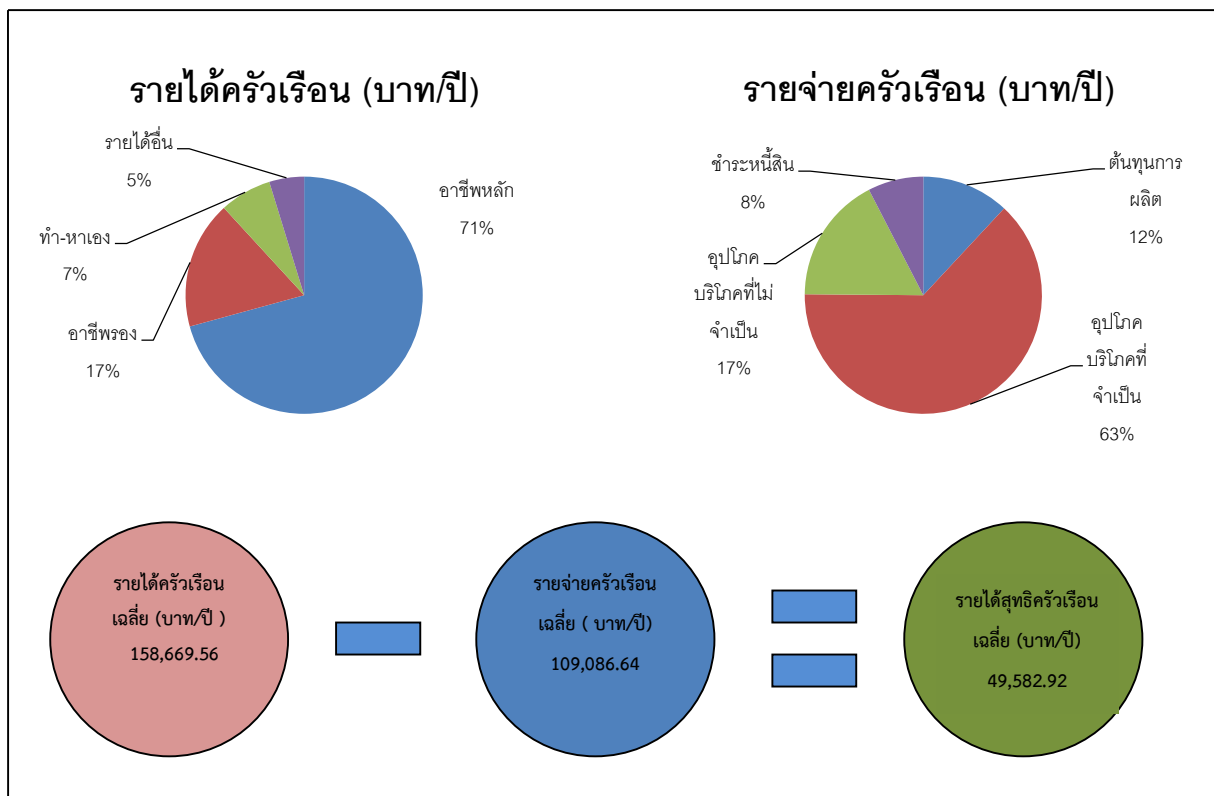 รายได้ครัวเรือน (บาท/ปี)
รายได้อื่น
5%
ทำ-หาเอง
7%
อาชีพรอง
17%
อาชีพหลัก
71%
รายจ่ายครัวเรือน (บาท/ปี)
ชำระหนี้สิน
8%
อุปโภค
บริโภคที่ไม่
จำเป็น
17%
ต้นทุนการ
ผลิต
12%
อุปโภค
บริโภคที่
จำเป็น
63%
รายได้ครัวเรือน
เฉลี่ย (บาท/ปี )
158,669.56
รายจ่ายครัวเรือน
เฉลี่ย ( บาท/ปี)
109,086.64
รายได้สุทธิครัวเรือน
เฉลี่ย (บาท/ปี)
49,582.92